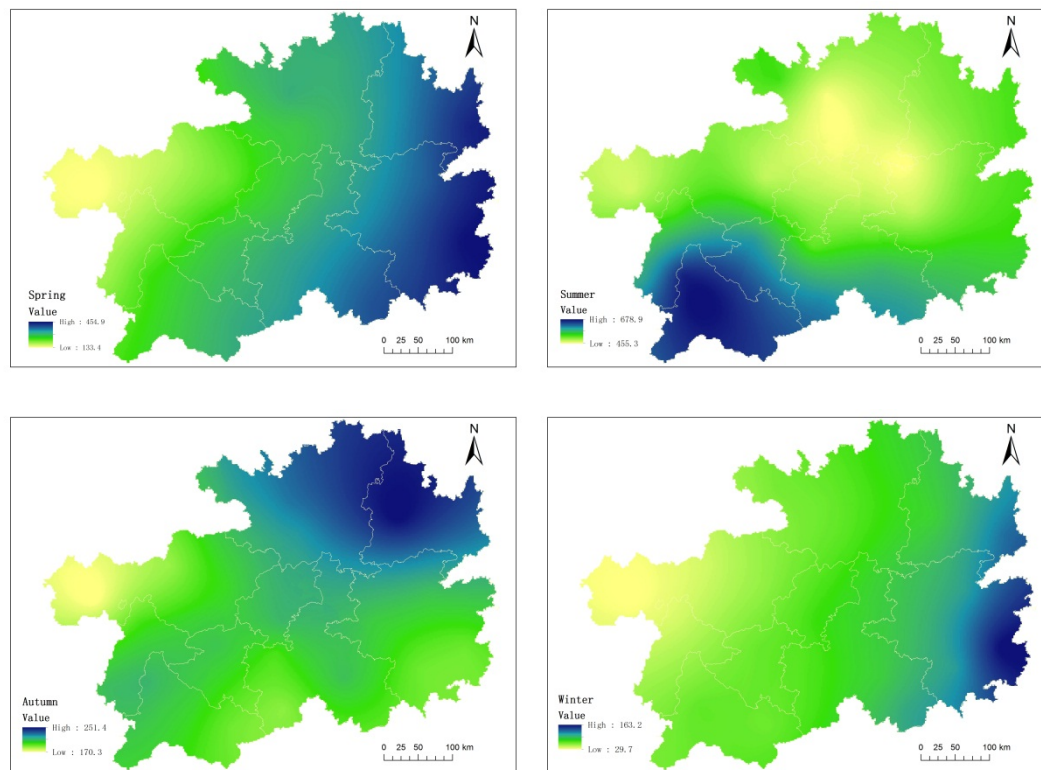 N
Spring
Value
High : 454.9
Low : 133.4
0 25 50 100 km
N
Summer
Value
High : 678.9
Low : 455.3
0 25 50 100 km
N
Autumn
Value
High : 251.4
Low : 170.3
0 25 50 100 km
N
Winter
Value
High : 163.2
Low : 29.7
0 25 50 100 km